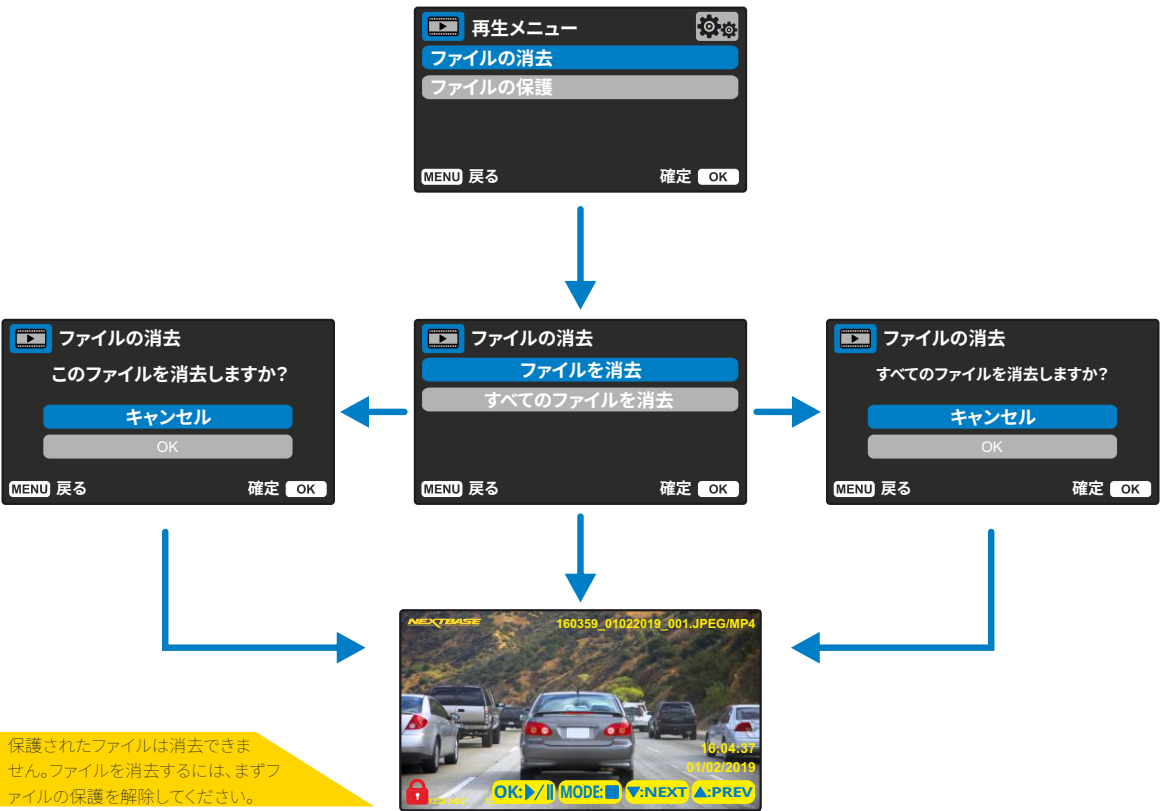 再生メニュー
ファイルの消去
ファイルの保護
MENU 戻る 確定 OK
ファイルの消去
このファイルを消去しますか?
キャンセル
OK
MENU 戻る 確定 OK
ファイルの消去
ファイルを消去
すべてのファイルを消去
MENU 戻る 確定 OK
ファイルの消去
すべてのファイルを消去しますか?
キャンセル
OK
MENU 戻る 確定 OK
NEXTBASE 160359_01022019_001.JPEG/MP4
16:04:37
01/02/2019
OK:▶/‖ MODE:■ ▼:NEXT ▲:PREV
保護されたファイルは消去できま
せん。ファイルを消去するには、まずフ
ァイルの保護を解除してください。